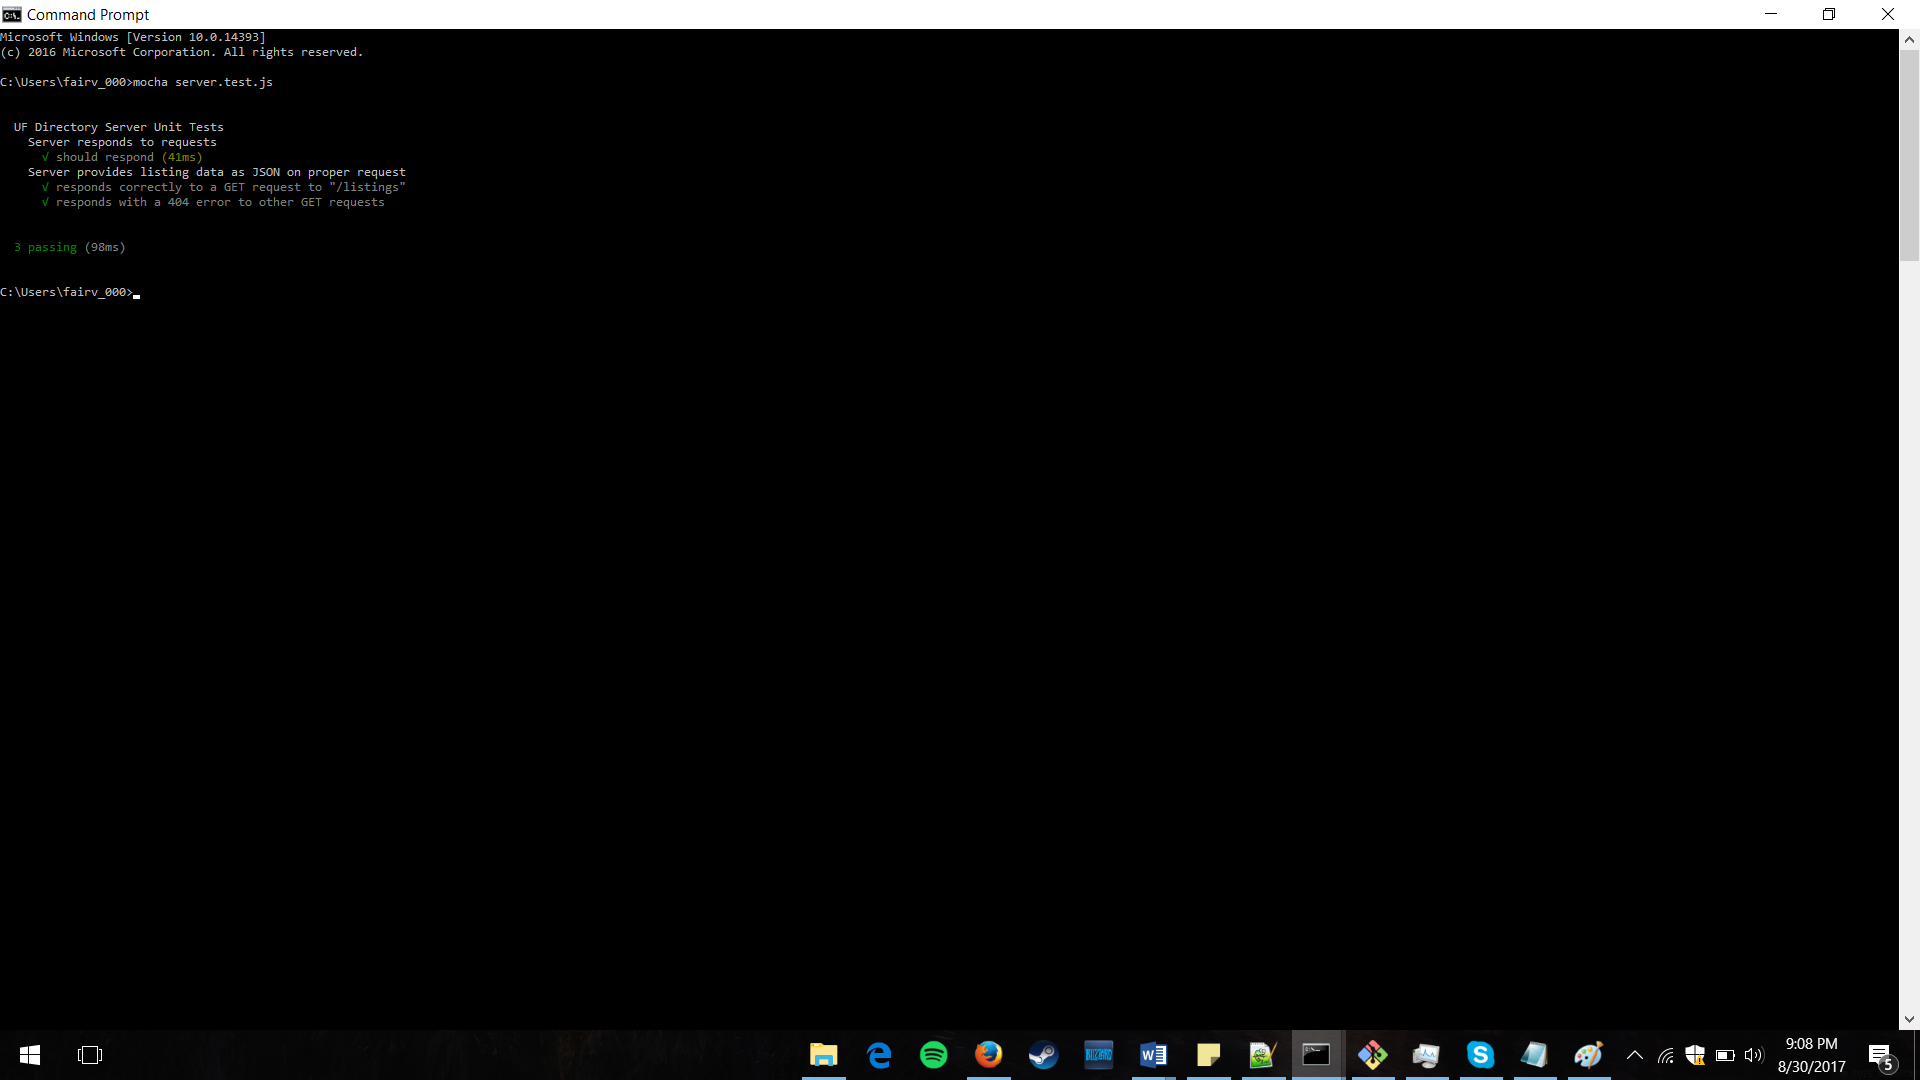 Command Prompt
Microsoft Windows [Version 10.0.14393]
(c) 2016 Microsoft Corporation. All rights reserved.
C:\Users\fairv_000>mocha server.test.js
UF Directory Server Unit Tests
Server responds to requests
√ should respond (41ms)
Server provides listing data as JSON on proper request
√ responds correctly to a GET request to "/listings"
√ responds with a 404 error to other GET requests
3 passing (98ms)
C:\Users\fairv_000>
BLIZZARD
9:08 PM
8/30/2017
5